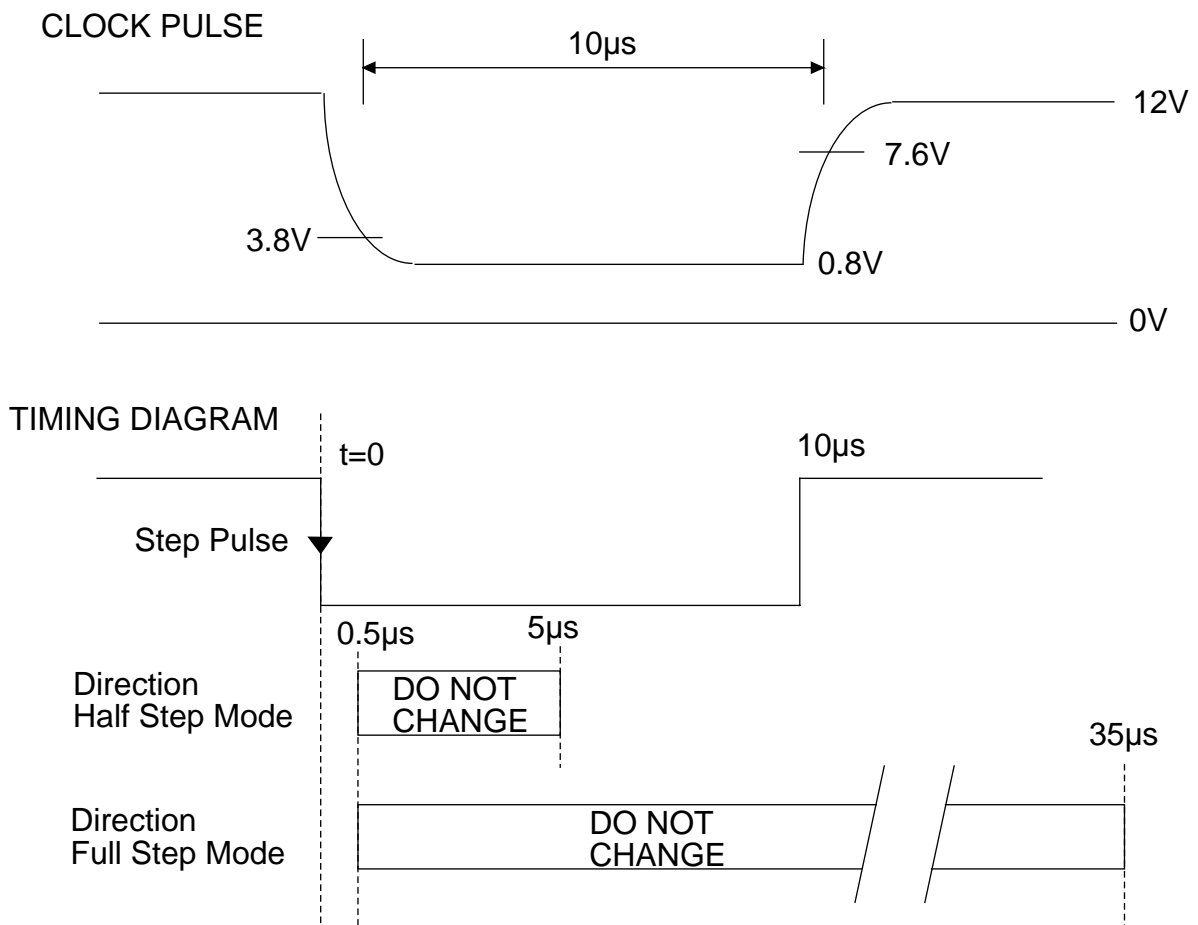 CLOCK PULSE
10µs
12V
7.6V
3.8V
0.8V
0V
TIMING DIAGRAM
t=0
10µs
Step Pulse
0.5µs
5µs
Direction
Half Step Mode
DO NOT
CHANGE
35µs
Direction
Full Step Mode
DO NOT
CHANGE